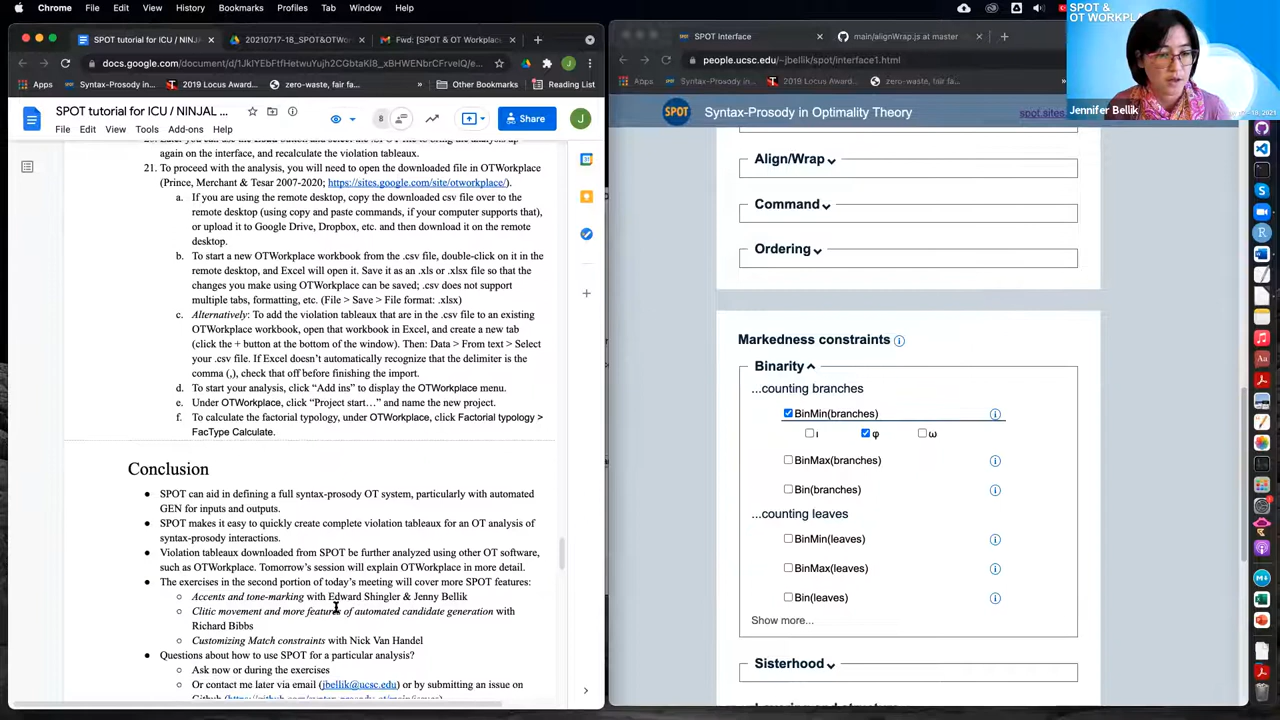 Chrome File Edit View History Bookmarks Profiles Tab Window Help
SPOT &
OT WORKPLA
Jennifer Bellik
SPOT tutorial for ICU / NINJAL
20210717-18_SPOT&OTWo
Fwd: [SPOT & OT Workplac
docs.google.com/document/d/1JklYEbFtfHetwuYujh2CGbtaKl8_xBHWENbrCFrvelQ/e...
Apps Syntax-Prosody in... 2019 Locus Award... zero-waste, fair fa... Other Bookmarks Reading List
SPOT tutorial for ICU / NINJAL ...
File Edit View Tools Add-ons Help
8
Share
J
again on the interface, and recalculate the violation tableaux.
21. To proceed with the analysis, you will need to open the downloaded file in OTWorkplace
(Prince, Merchant & Tesar 2007-2020; https://sites.google.com/site/otworkplace/).
a. If you are using the remote desktop, copy the downloaded csv file over to the
remote desktop (using copy and paste commands, if your computer supports that),
or upload it to Google Drive, Dropbox, etc. and then download it on the remote
desktop.
b. To start a new OTWorkplace workbook from the .csv file, double-click on it in the
remote desktop, and Excel will open it. Save it as an .xls or .xlsx file so that the
changes you make using OTWorkplace can be saved; .csv does not support
multiple tabs, formatting, etc. (File > Save > File format: .xlsx)
c. Alternatively: To add the violation tableaux that are in the .csv file to an existing
OTWorkplace workbook, open that workbook in Excel, and create a new tab
(click the + button at the bottom of the window). Then: Data > From text > Select
your .csv file. If Excel doesn't automatically recognize that the delimiter is the
comma (,), check that off before finishing the import.
d. To start your analysis, click “Add ins” to display the OTWorkplace menu.
e. Under OTWorkplace, click “Project start...” and name the new project.
f. To calculate the factorial typology, under OTWorkplace, click Factorial typology >
FacType Calculate.
Conclusion
● SPOT can aid in defining a full syntax-prosody OT system, particularly with automated
GEN for inputs and outputs.
● SPOT makes it easy to quickly create complete violation tableaux for an OT analysis of
syntax-prosody interactions.
● Violation tableaux downloaded from SPOT be further analyzed using other OT software,
such as OTWorkplace. Tomorrow's session will explain OTWorkplace in more detail.
● The exercises in the second portion of today's meeting will cover more SPOT features:
○ Accents and tone-marking with Edward Shingler & Jenny Bellik
○ Clitic movement and more features of automated candidate generation with
Richard Bibbs
○ Customizing Match constraints with Nick Van Handel
● Questions about how to use SPOT for a particular analysis?
○ Ask now or during the exercises
○ Or contact me later via email (jbellik@ucsc.edu) or by submitting an issue on
SPOT Interface
main/alignWrap.js at master
people.ucsc.edu/~jbellik/spot/interface1.html
Apps Syntax-Prosody in... 2019 Locus Award... zero-waste, fair fa...
SPOT
Syntax-Prosody in Optimality Theory
spot.sites.
Align/Wrap
Command
Ordering
Markedness constraints
Binarity
...counting branches
BinMin(branches)
ι φ ω
BinMax(branches)
Bin(branches)
...counting leaves
BinMin(leaves)
BinMax(leaves)
Bin(leaves)
Show more...
Sisterhood